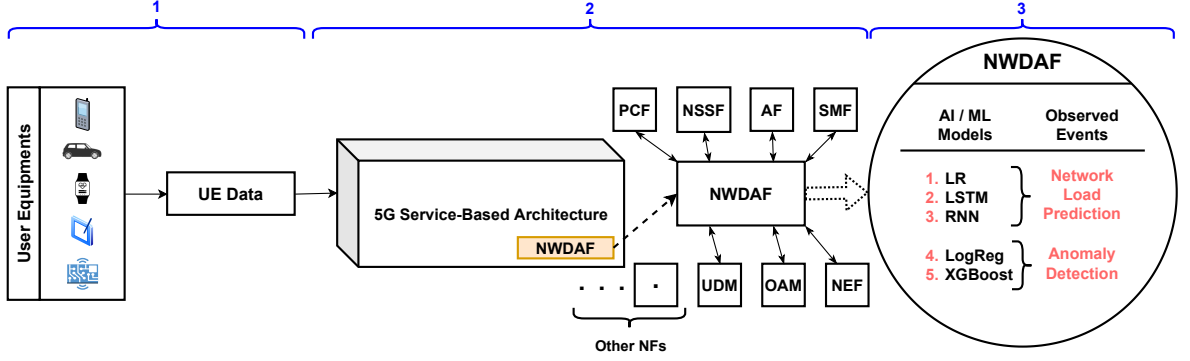 1
2
3
User Equipments
UE Data
5G Service-Based Architecture
NWDAF
PCF
NSSF
AF
SMF
NWDAF
UDM
OAM
NEF
. . . .
Other NFs
NWDAF
AI / ML
Models
Observed
Events
1. LR
2. LSTM
3. RNN
Network
Load
Prediction
4. LogReg
5. XGBoost
Anomaly
Detection